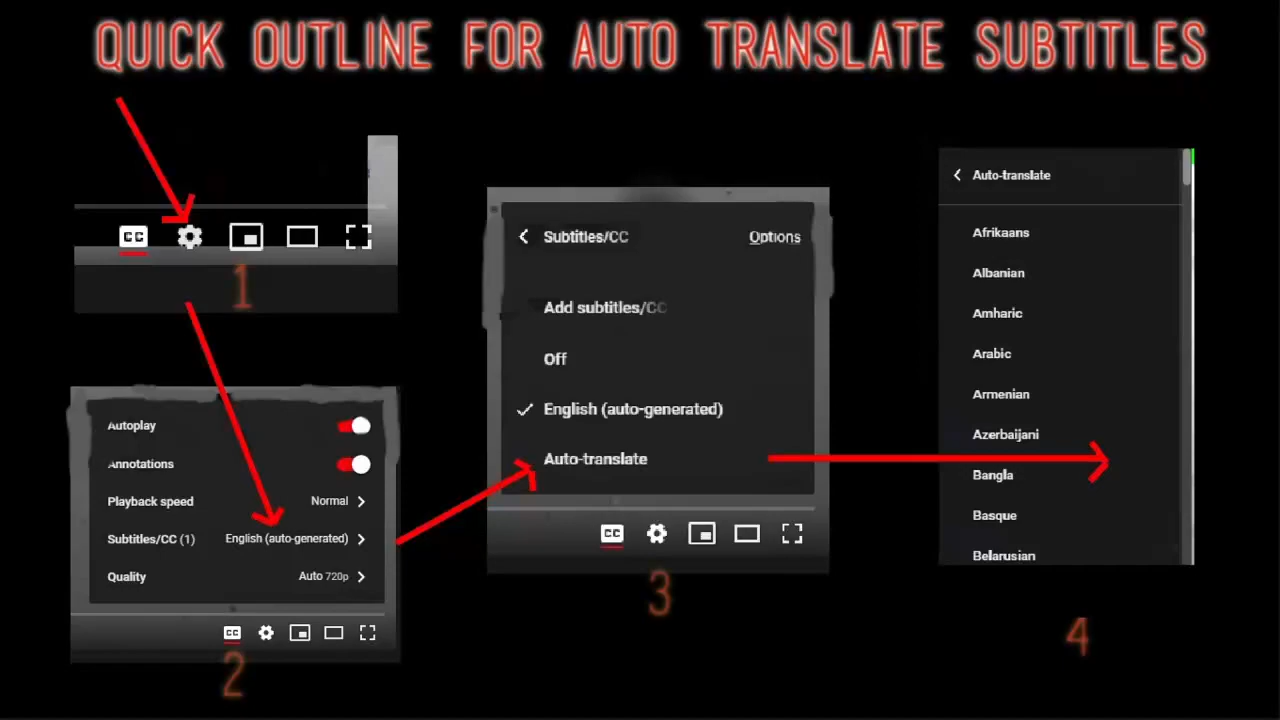 QUICK OUTLINE FOR AUTO TRANSLATE SUBTITLES
CC
1
Autoplay
Annotations
Playback speed Normal
Subtitles/CC (1) English (auto-generated)
Quality Auto 720p
CC
2
Subtitles/CC Options
Add subtitles/CC
Off
English (auto-generated)
Auto-translate
CC
3
Auto-translate
Afrikaans
Albanian
Amharic
Arabic
Armenian
Azerbaijani
Bangla
Basque
Belarusian
4